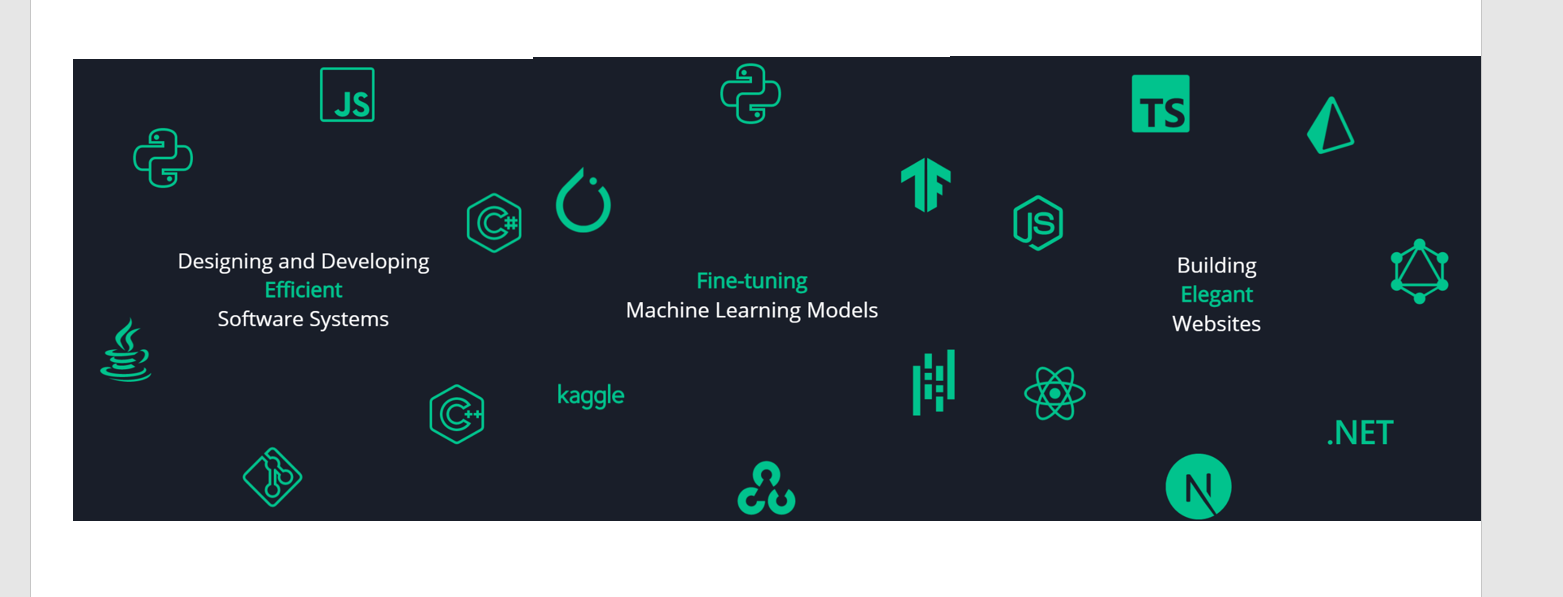 JS
C#
Designing and Developing
Efficient
Software Systems
C++
Fine-tuning
Machine Learning Models
kaggle
TS
JS
Building
Elegant
Websites
.NET
N